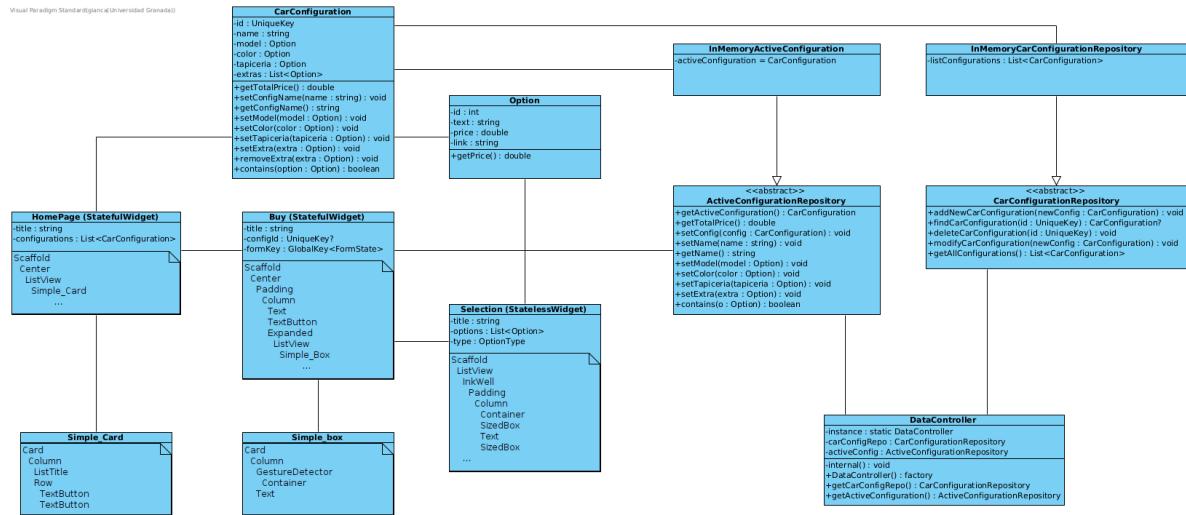 Visual Paradigm Standard(gianca(Universidad Granada))
CarConfiguration
-id : UniqueKey
-name : string
-model : Option
-color : Option
-tapiceria : Option
-extras : List<Option>
+getTotalPrice() : double
+setConfigName(name : string) : void
+getConfigName() : string
+setModel(model : Option) : void
+setColor(color : Option) : void
+setTapiceria(tapiceria : Option) : void
+setExtra(extra : Option) : void
+removeExtra(extra : Option) : void
+contains(option : Option) : boolean
Option
-id : int
-text : string
-price : double
-link : string
+getPrice() : double
InMemoryActiveConfiguration
-activeConfiguration = CarConfiguration
InMemoryCarConfigurationRepository
-listConfigurations : List<CarConfiguration>
HomePage (StatefulWidget)
-title : string
-configurations : List<CarConfiguration>
Scaffold
Center
ListView
Simple_Card
...
Buy (StatefulWidget)
-title : string
-configId : UniqueKey?
-formKey : GlobalKey<FormState>
Scaffold
Center
Padding
Column
Text
TextButton
Expanded
ListView
Simple_Box
...
Selection (StatelessWidget)
-title : string
-options : List<Option>
-type : OptionType
Scaffold
ListView
InkWell
Padding
Column
Container
SizedBox
Text
SizedBox
...
<<abstract>>
ActiveConfigurationRepository
+getActiveConfiguration() : CarConfiguration
+getTotalPrice() : double
+setConfig(config : CarConfiguration) : void
+setName(name : string) : void
+getName() : string
+setModel(model : Option) : void
+setColor(color : Option) : void
+setTapiceria(tapiceria : Option) : void
+setExtra(extra : Option) : void
+contains(o : Option) : boolean
<<abstract>>
CarConfigurationRepository
+addNewCarConfiguration(newConfig : CarConfiguration) : void
+findCarConfiguration(id : UniqueKey) : CarConfiguration?
+deleteCarConfiguration(id : UniqueKey) : void
+modifyCarConfiguration(newConfig : CarConfiguration) : void
+getAllConfigurations() : List<CarConfiguration>
Simple_Card
Card
Column
ListTitle
Row
TextButton
TextButton
Simple_box
Card
Column
GestureDetector
Container
Text
DataController
-instance : static DataController
-carConfigRepo : CarConfigurationRepository
-activeConfig : ActiveConfigurationRepository
-internal() : void
+DataController() : factory
+getCarConfigRepo() : CarConfigurationRepository
+getActiveConfiguration() : ActiveConfigurationRepository